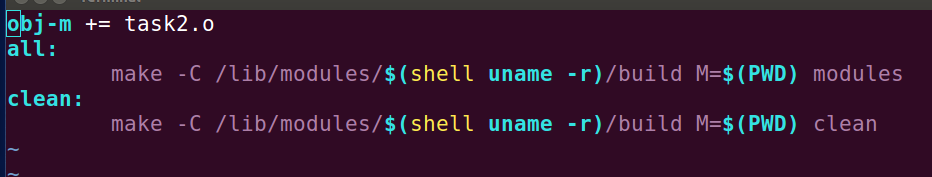 obj-m += task2.o
all:
        make -C /lib/modules/$(shell uname -r)/build M=$(PWD) modules
clean:
        make -C /lib/modules/$(shell uname -r)/build M=$(PWD) clean
~
~